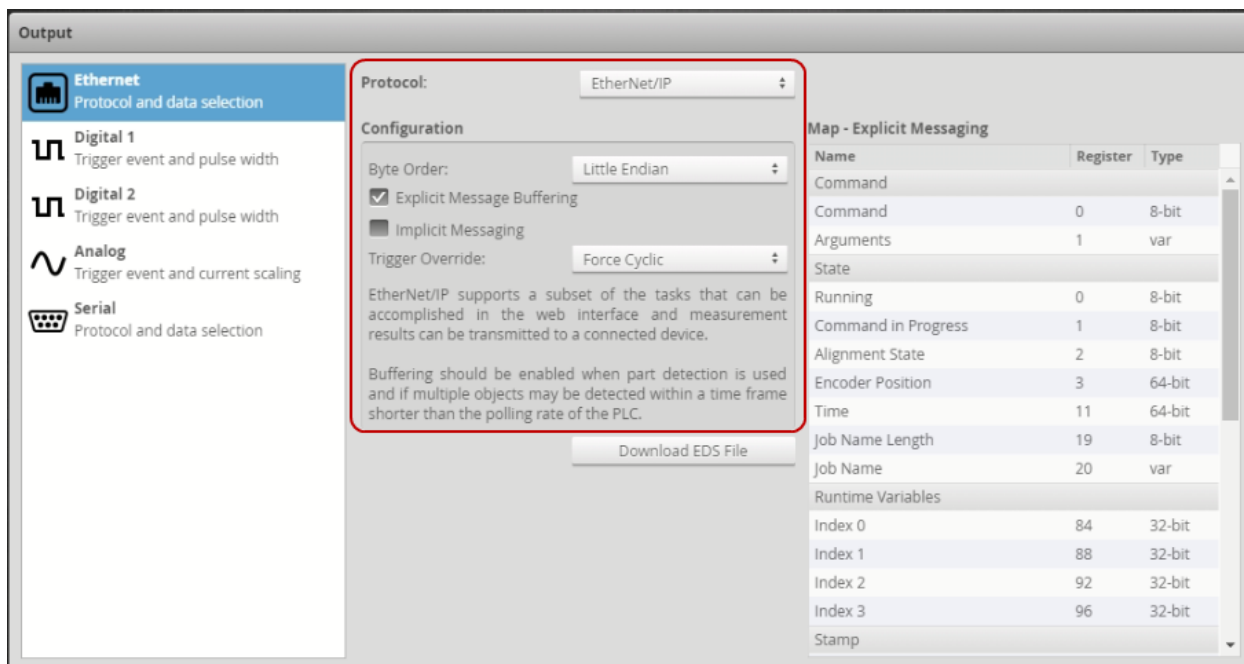 Output
Ethernet
Protocol and data selection
Digital 1
Trigger event and pulse width
Digital 2
Trigger event and pulse width
Analog
Trigger event and current scaling
Serial
Protocol and data selection
Protocol: EtherNet/IP
Configuration
Byte Order: Little Endian
Explicit Message Buffering
Implicit Messaging
Trigger Override: Force Cyclic
EtherNet/IP supports a subset of the tasks that can be
accomplished in the web interface and measurement
results can be transmitted to a connected device.
Buffering should be enabled when part detection is used
and if multiple objects may be detected within a time frame
shorter than the polling rate of the PLC.
Download EDS File
Map - Explicit Messaging
Name Register Type
Command
Command 0 8-bit
Arguments 1 var
State
Running 0 8-bit
Command in Progress 1 8-bit
Alignment State 2 8-bit
Encoder Position 3 64-bit
Time 11 64-bit
Job Name Length 19 8-bit
Job Name 20 var
Runtime Variables
Index 0 84 32-bit
Index 1 88 32-bit
Index 2 92 32-bit
Index 3 96 32-bit
Stamp